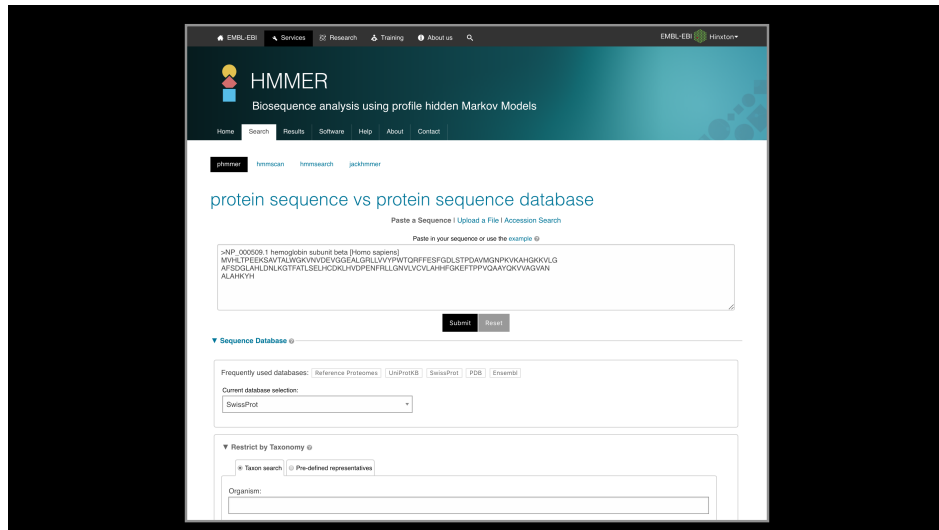 EMBL-EBI Services Research Training About us EMBL-EBI Hinxton
HMMER
Biosequence analysis using profile hidden Markov Models
Home Search Results Software Help About Contact
phmmer hmmscan hmmsearch jackhmmer
protein sequence vs protein sequence database
Paste a Sequence | Upload a File | Accession Search
Paste in your sequence or use the example
>NP_000509.1 hemoglobin subunit beta [Homo sapiens]
MVHLTPEEKSAVTALWGKVNVDEVGGEALGRLLVVYPWTQRFFESFGDLSTPDAVMGNPKVKAHGKKVLG
AFSDGLAHLDNLKGTFATLSELHCDKLHVDPENFRLLGNVLVCVLAHHFGKEFTPPVQAAYQKVVAGVAN
ALAHKYH
Submit Reset
▼ Sequence Database
Frequently used databases: Reference Proteomes UniProtKB SwissProt PDB Ensembl
Current database selection:
SwissProt
▼ Restrict by Taxonomy
Taxon search Pre-defined representatives
Organism: